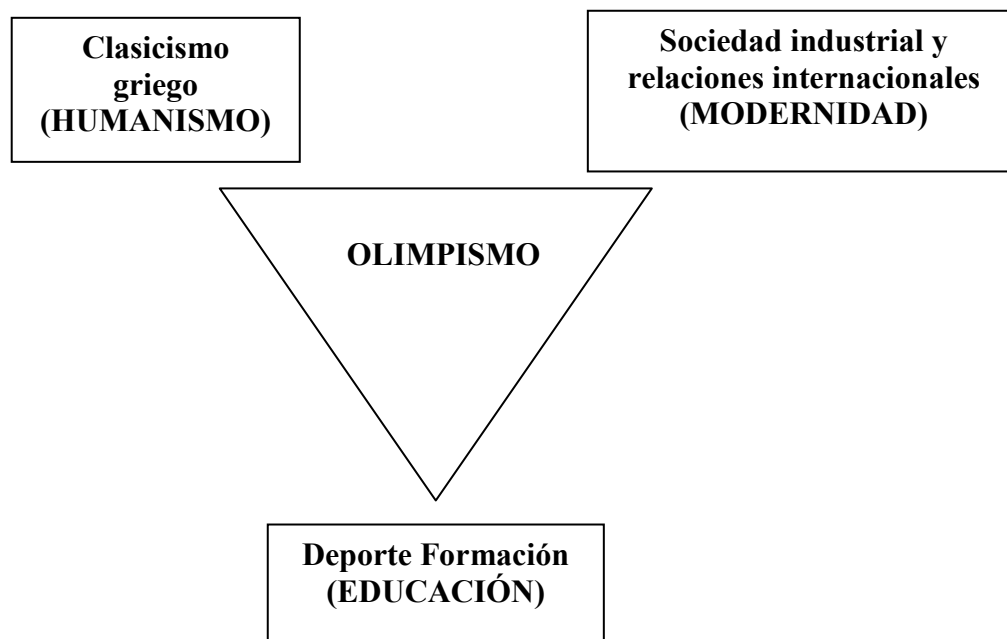 Clasicismo
griego
(HUMANISMO)
Sociedad industrial y
relaciones internacionales
(MODERNIDAD)
OLIMPISMO
Deporte Formación
(EDUCACIÓN)